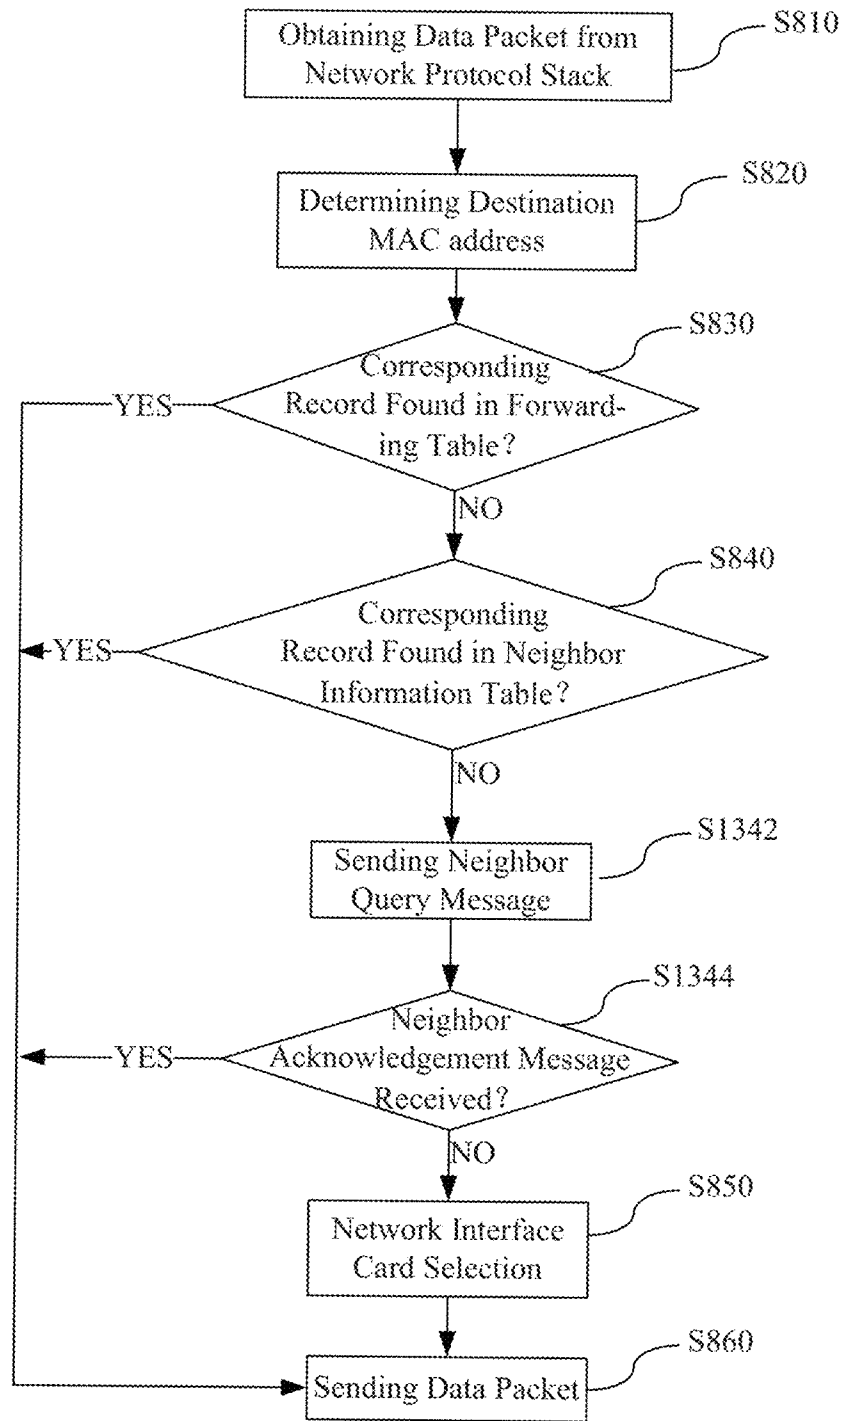 Obtaining Data Packet from
Network Protocol Stack
S810
Determining Destination
MAC address
S820
Corresponding
Record Found in Forward-
ing Table?
S830
YES
NO
Corresponding
Record Found in Neighbor
Information Table?
S840
YES
NO
Sending Neighbor
Query Message
S1342
Neighbor
Acknowledgement Message
Received?
S1344
YES
NO
Network Interface
Card Selection
S850
Sending Data Packet
S860